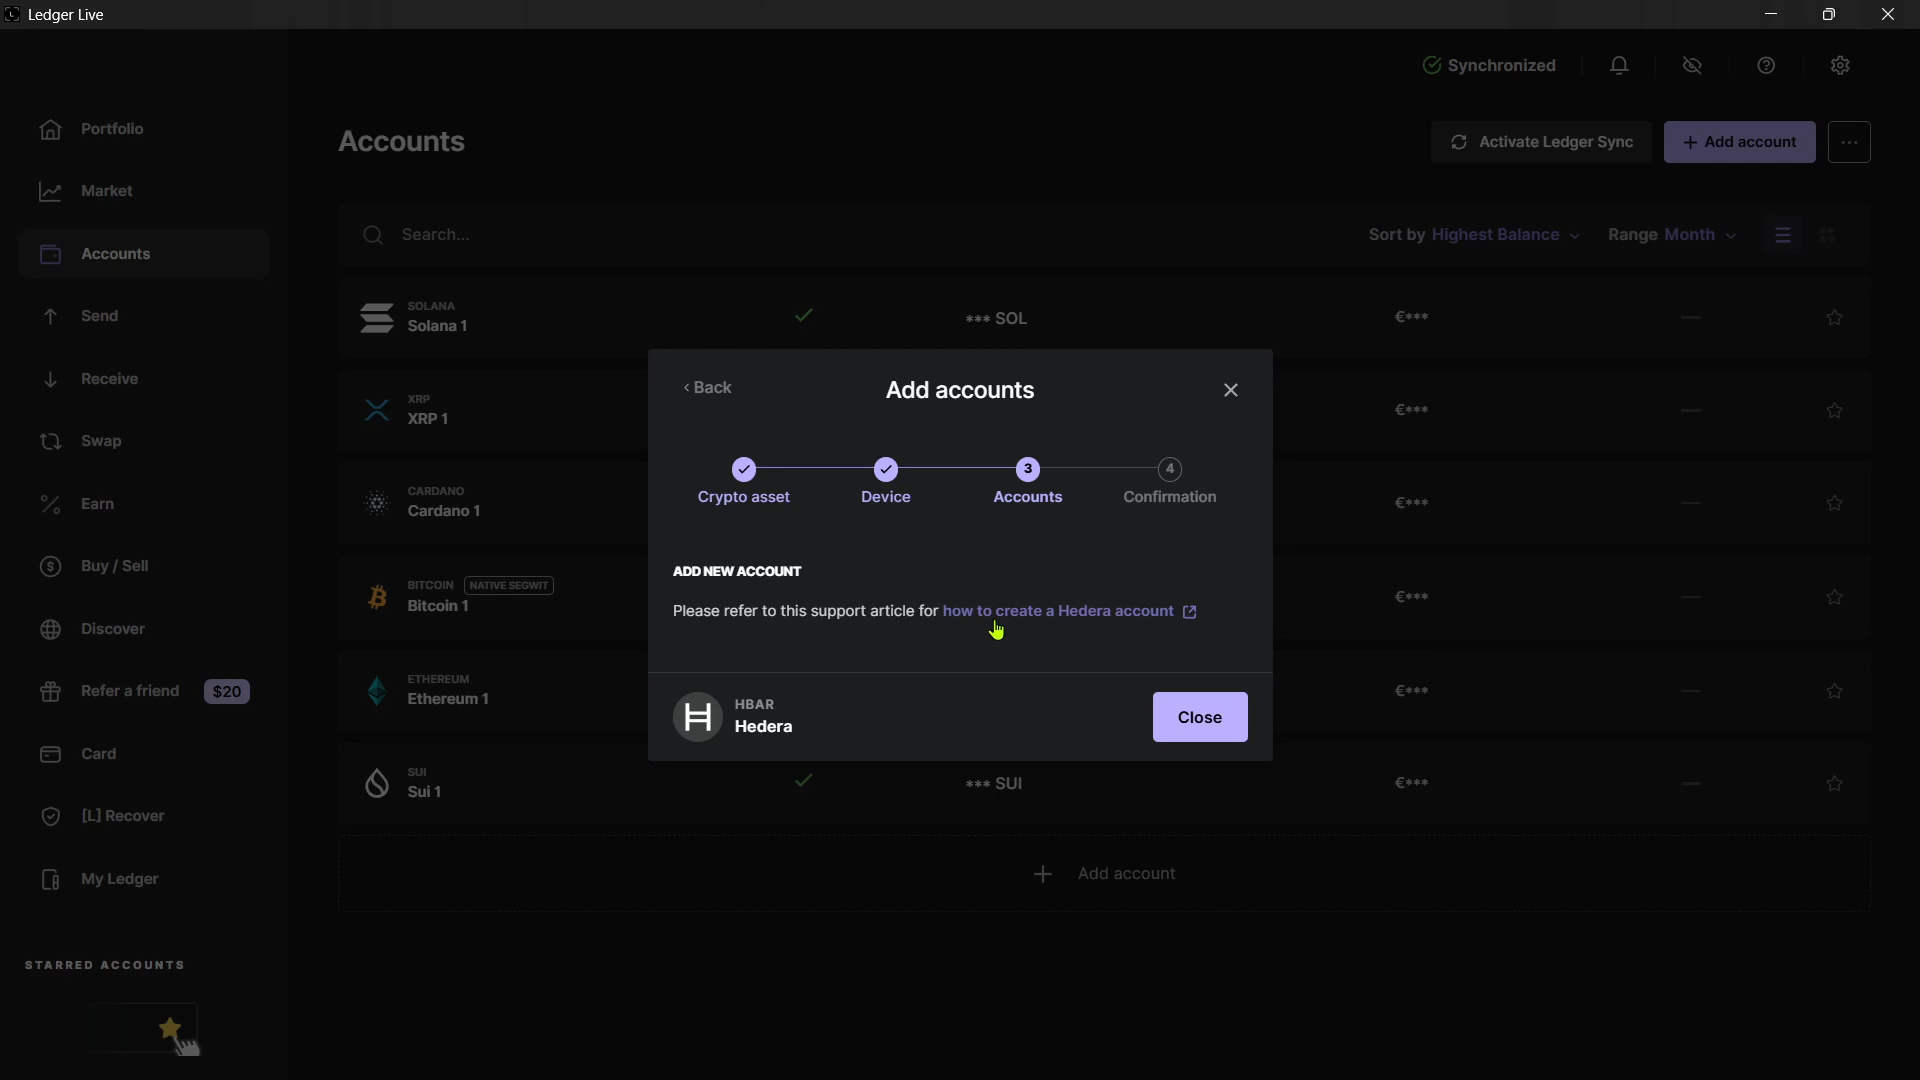 Ledger Live
Synchronized
Portfolio
Market
Accounts
Send
Receive
Swap
Earn
Buy / Sell
Discover
Refer a friend $20
Card
[L] Recover
My Ledger
STARRED ACCOUNTS
Accounts
Activate Ledger Sync
+ Add account
...
Search...
Sort by Highest Balance
Range Month
SOLANA
Solana 1
*** SOL
€***
—
XRP
XRP 1
€***
—
CARDANO
Cardano 1
€***
—
BITCOIN NATIVE SEGWIT
Bitcoin 1
€***
—
ETHEREUM
Ethereum 1
€***
—
SUI
Sui 1
*** SUI
€***
—
+ Add account
‹ Back
Add accounts
3
4
Crypto asset
Device
Accounts
Confirmation
ADD NEW ACCOUNT
Please refer to this support article for how to create a Hedera account
HBAR
Hedera
Close